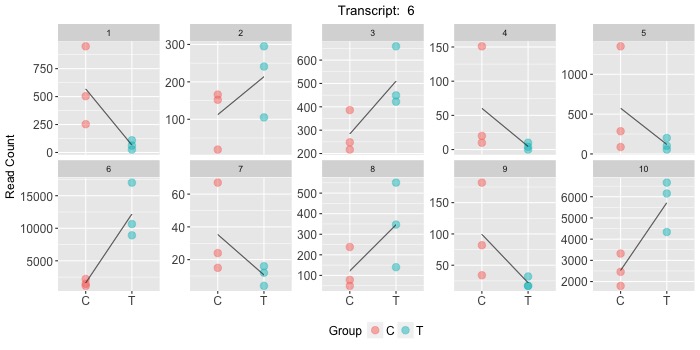 Transcript: 6
1 2 3 4 5
750 300 600 150 1000
500 200 500 100 500
250 100 400 50 0
0 300 0
200
Read Count
6 7 8 9 10
15000 60 500 150 6000
10000 40 400 100 5000
5000 20 300 50 4000
200 3000
100 2000
C T C T C T C T C T
Group C T